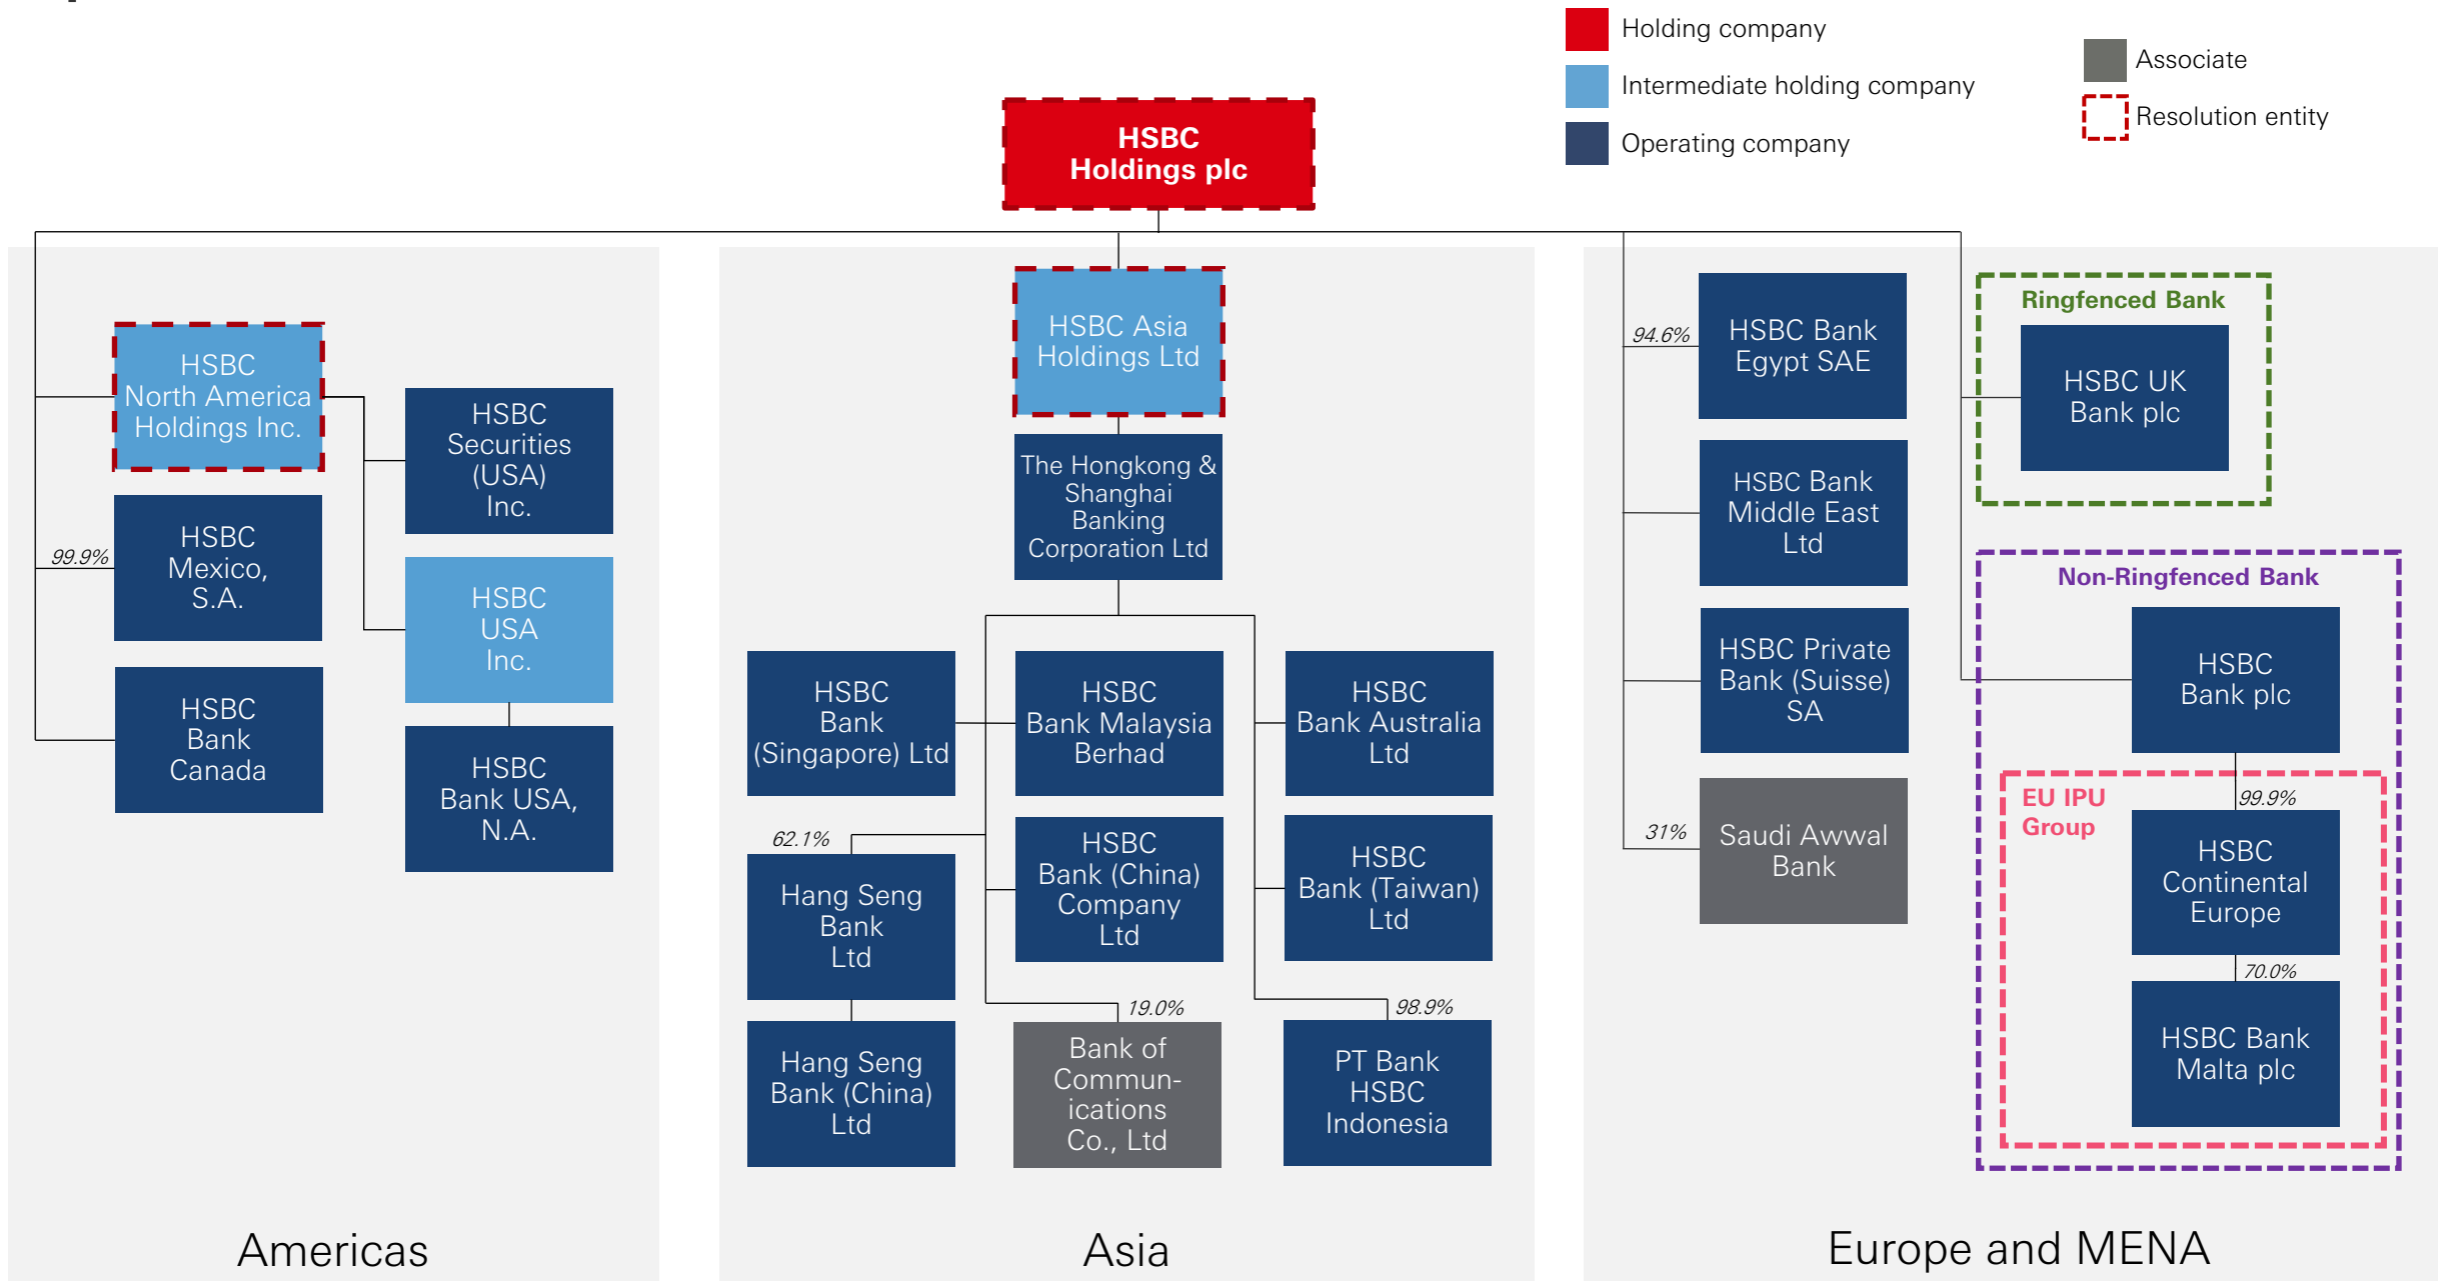 Holding company
Intermediate holding company
Operating company
Associate
Resolution entity
HSBC
Holdings plc
HSBC
North America
Holdings Inc.
99.9%
HSBC
Mexico,
S.A.
HSBC
Bank
Canada
HSBC
Securities
(USA)
Inc.
HSBC
USA
Inc.
HSBC
Bank USA,
N.A.
Americas
HSBC Asia
Holdings Ltd
The Hongkong &
Shanghai
Banking
Corporation Ltd
HSBC
Bank
(Singapore) Ltd
HSBC
Bank Malaysia
Berhad
HSBC
Bank Australia
Ltd
62.1%
Hang Seng
Bank
Ltd
HSBC
Bank (China)
Company
Ltd
HSBC
Bank (Taiwan)
Ltd
Hang Seng
Bank (China)
Ltd
19.0%
Bank of
Commun-
ications
Co., Ltd
98.9%
PT Bank
HSBC
Indonesia
Asia
94.6%
HSBC Bank
Egypt SAE
HSBC Bank
Middle East
Ltd
HSBC Private
Bank (Suisse)
SA
31%
Saudi Awwal
Bank
Ringfenced Bank
HSBC UK
Bank plc
Non-Ringfenced Bank
HSBC
Bank plc
EU IPU
Group
99.9%
HSBC
Continental
Europe
70.0%
HSBC Bank
Malta plc
Europe and MENA